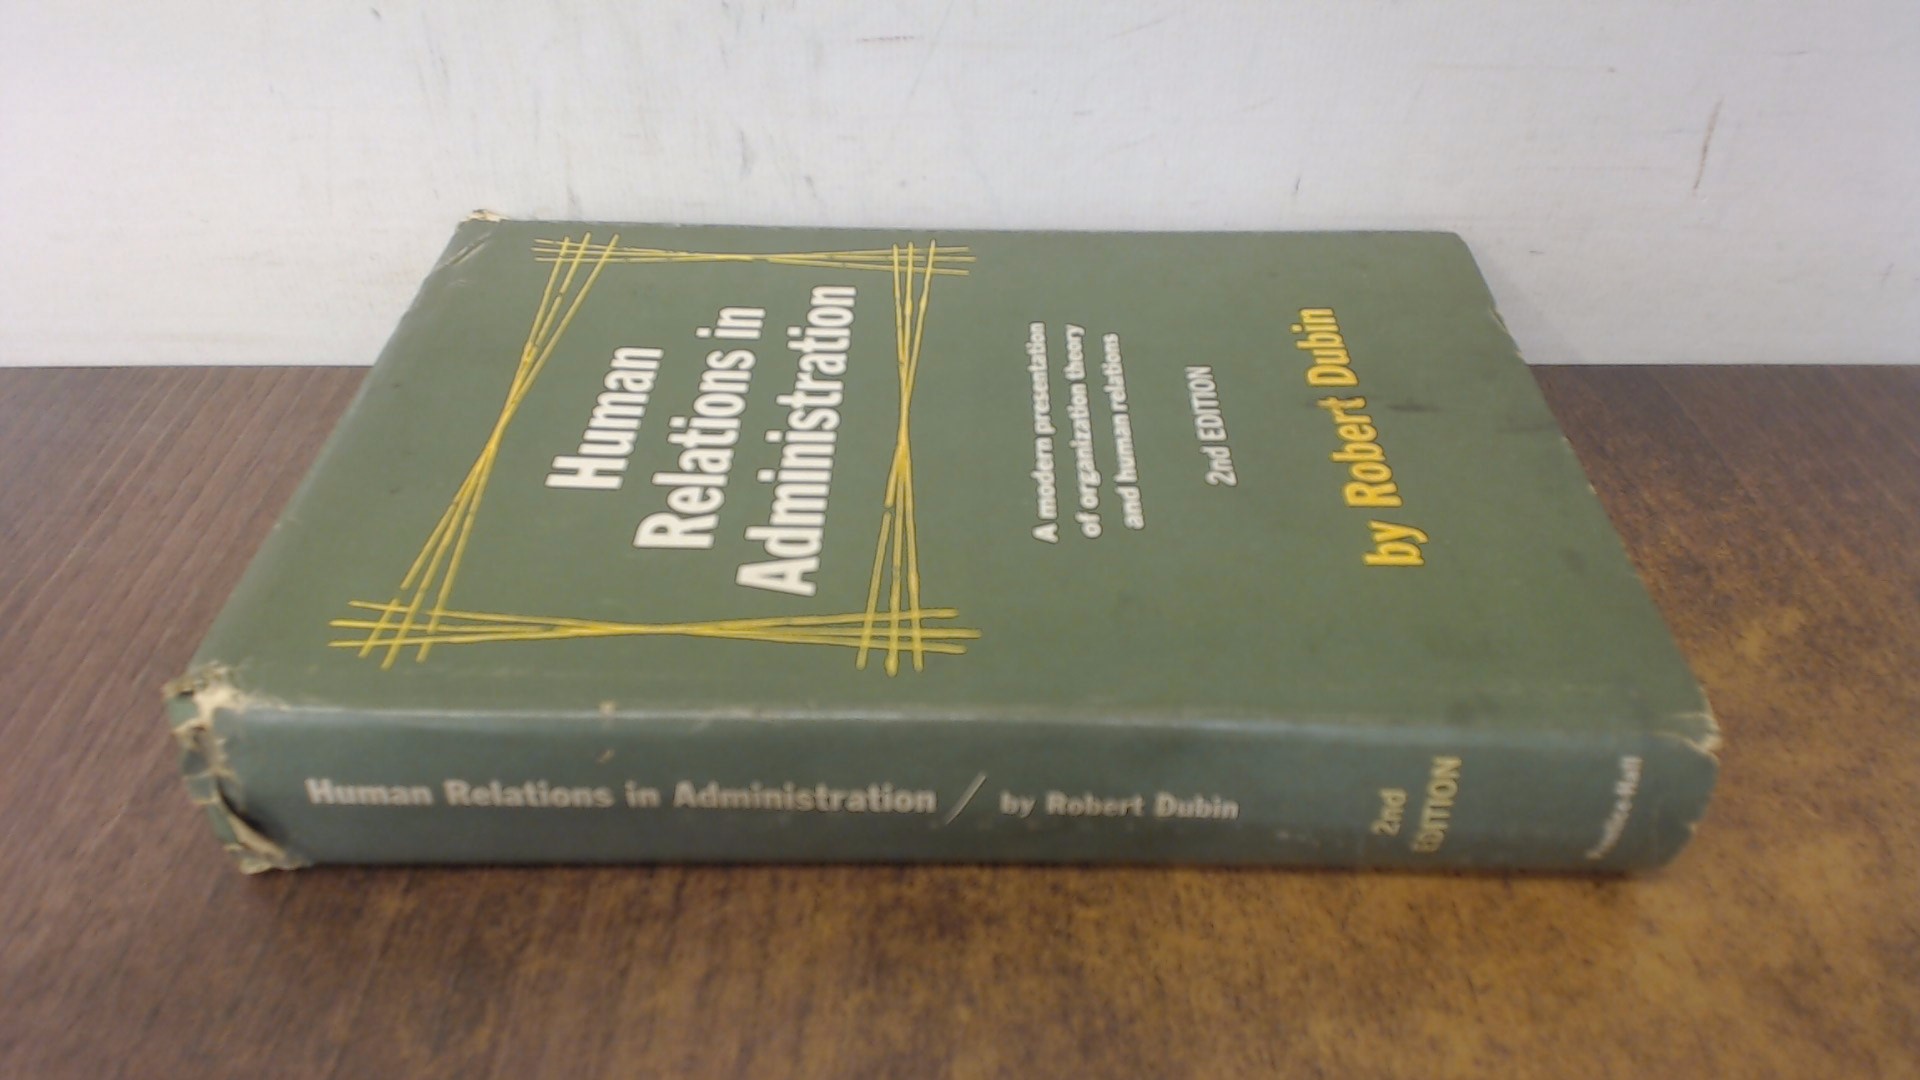 Human
Relations in
Administration
A modern presentation
of organization theory
and human relations
2nd EDITION
by Robert Dubin
Human Relations in Administration / by Robert Dubin
2nd
EDITION
Prentice-Hall